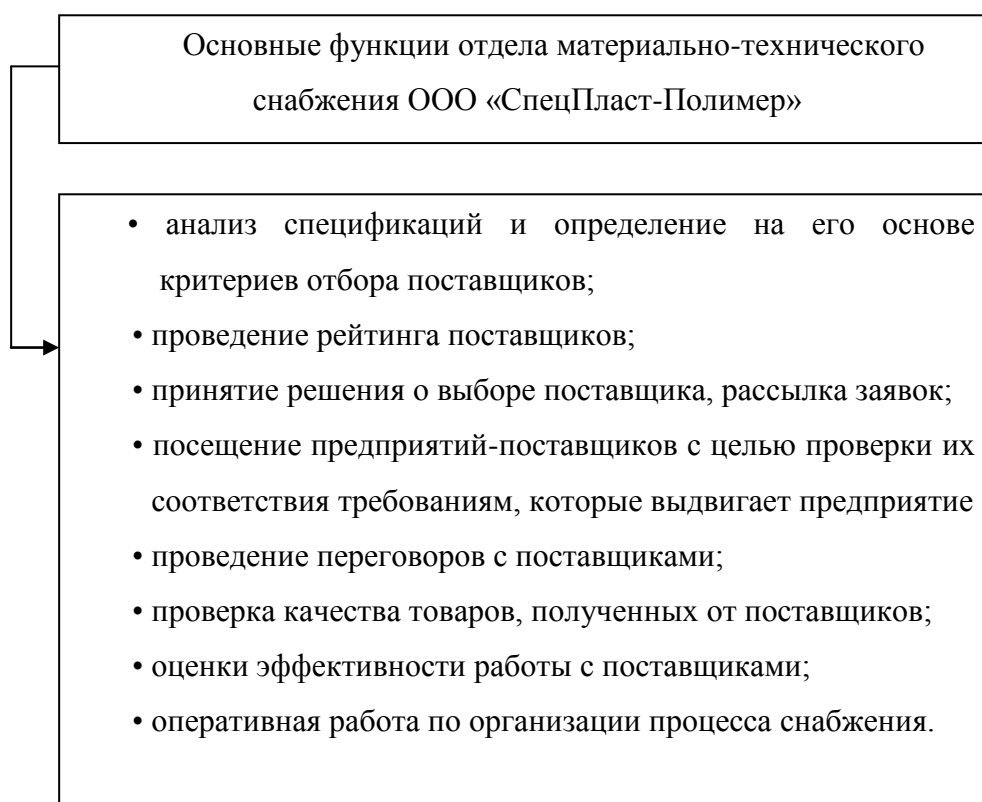 Основные функции отдела материально-технического
снабжения ООО «СпецПласт-Полимер»
• анализ спецификаций и определение на его основе
критериев отбора поставщиков;
• проведение рейтинга поставщиков;
• принятие решения о выборе поставщика, рассылка заявок;
• посещение предприятий-поставщиков с целью проверки их
соответствия требованиям, которые выдвигает предприятие
• проведение переговоров с поставщиками;
• проверка качества товаров, полученных от поставщиков;
• оценки эффективности работы с поставщиками;
• оперативная работа по организации процесса снабжения.